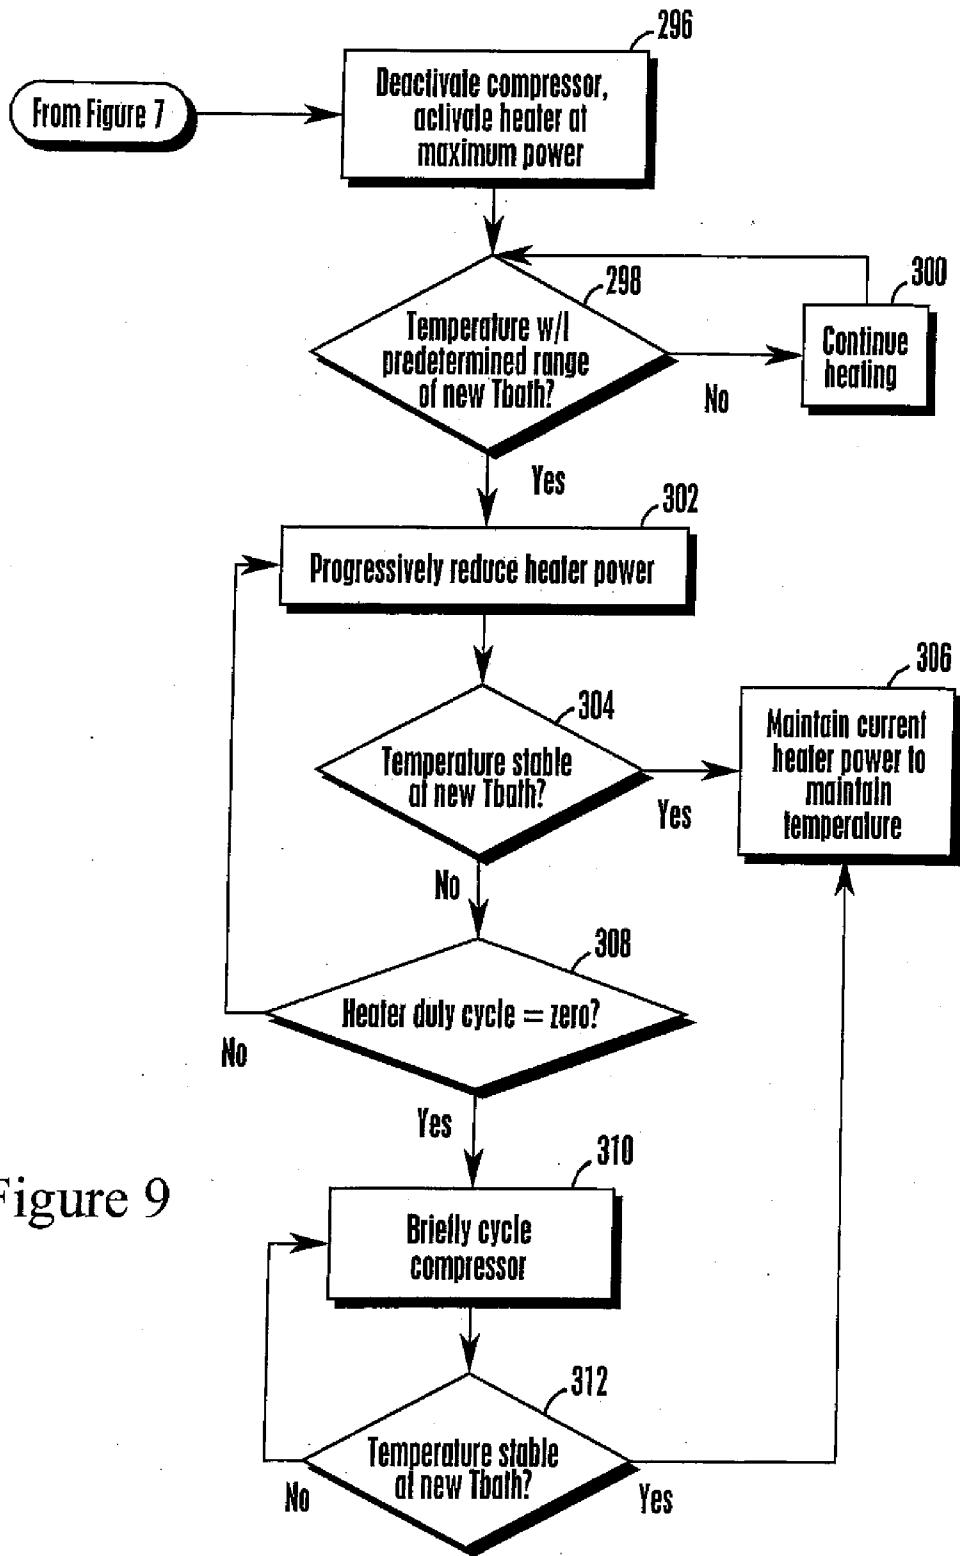 296
From Figure 7
Deactivate compressor,
activate heater at
maximum power
298
300
Temperature w/I
predetermined range
of new Tbath?
Continue
heating
No
Yes
302
Progressively reduce heater power
304
306
Temperature stable
at new Tbath?
Maintain current
heater power to
maintain
temperature
Yes
No
308
Heater duty cycle = zero?
No
Yes
310
Figure 9
Briefly cycle
compressor
312
Temperature stable
at new Tbath?
No
Yes